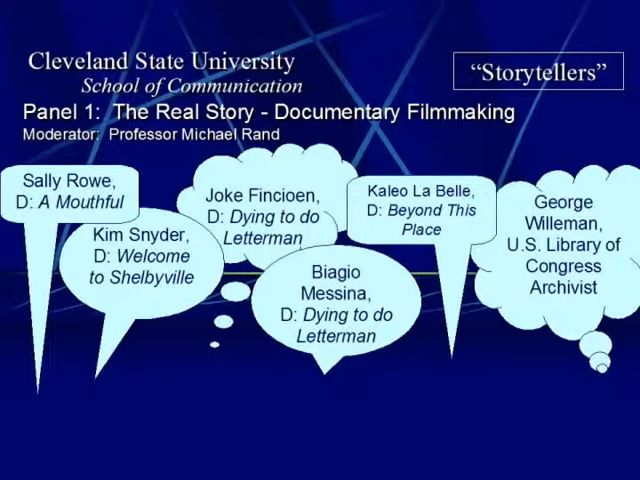 Cleveland State University
School of Communication
"Storytellers"
Panel 1: The Real Story - Documentary Filmmaking
Moderator: Professor Michael Rand
Sally Rowe,
D: A Mouthful
Kim Snyder,
D: Welcome
to Shelbyville
Joke Fincioen,
D: Dying to do
Letterman
Biagio
Messina,
D: Dying to do
Letterman
Kaleo La Belle,
D: Beyond This
Place
George
Willeman,
U.S. Library of
Congress
Archivist